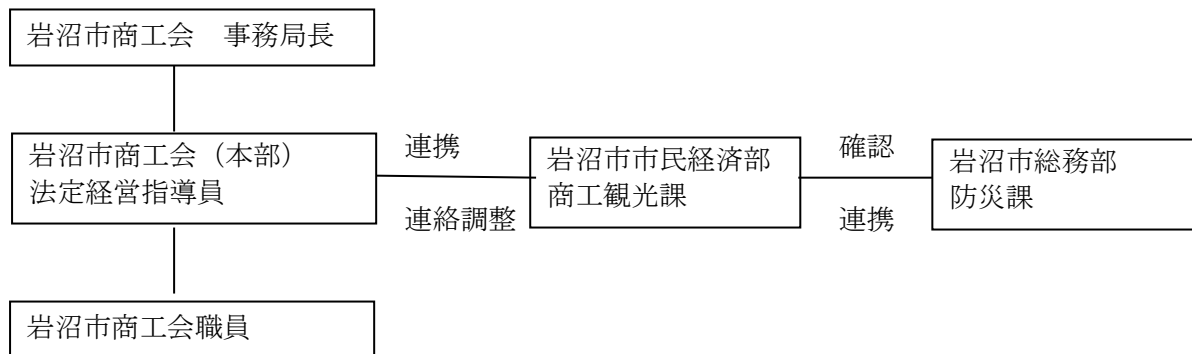 岩沼市商工会　事務局長
岩沼市商工会（本部）
法定経営指導員
連携
連絡調整
岩沼市市民経済部
商工観光課
確認
連携
岩沼市総務部
防災課
岩沼市商工会職員